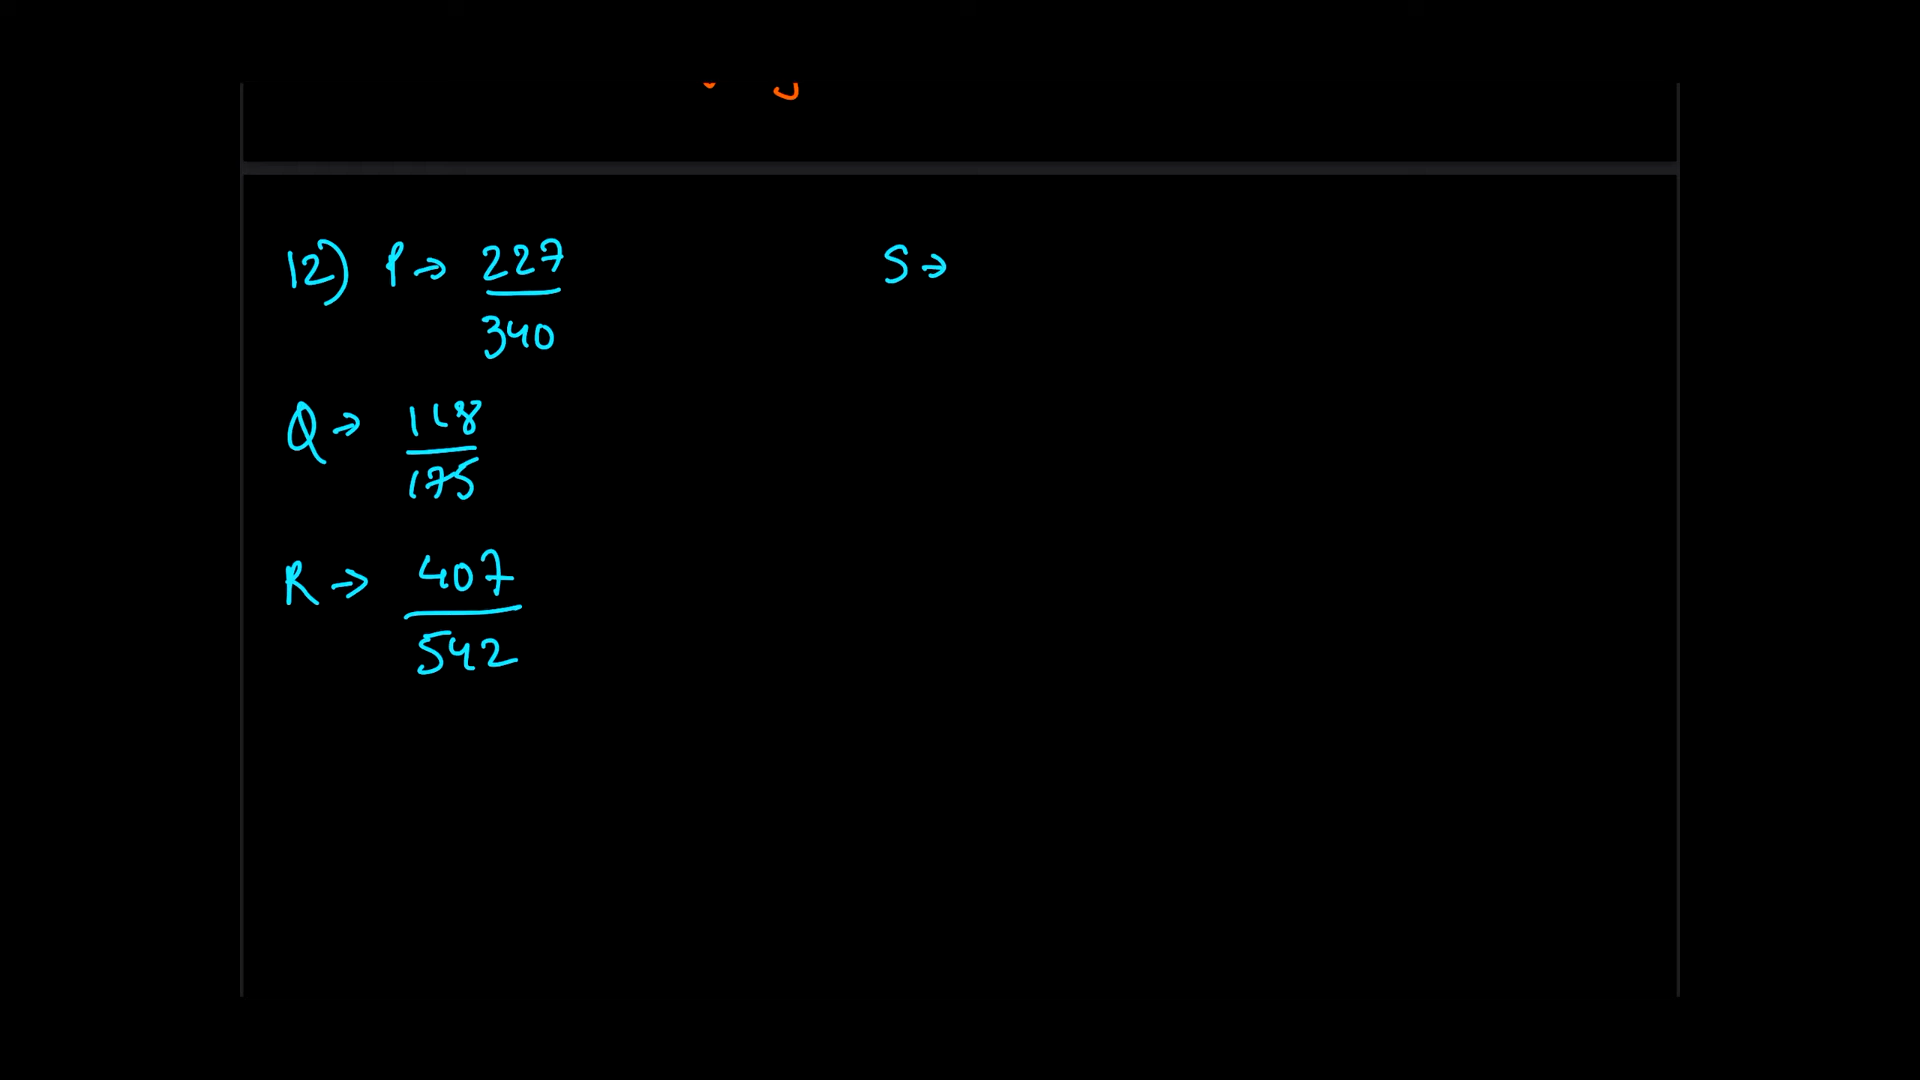 12) P → 227 S →
340
Q → 118
175
R → 407
542